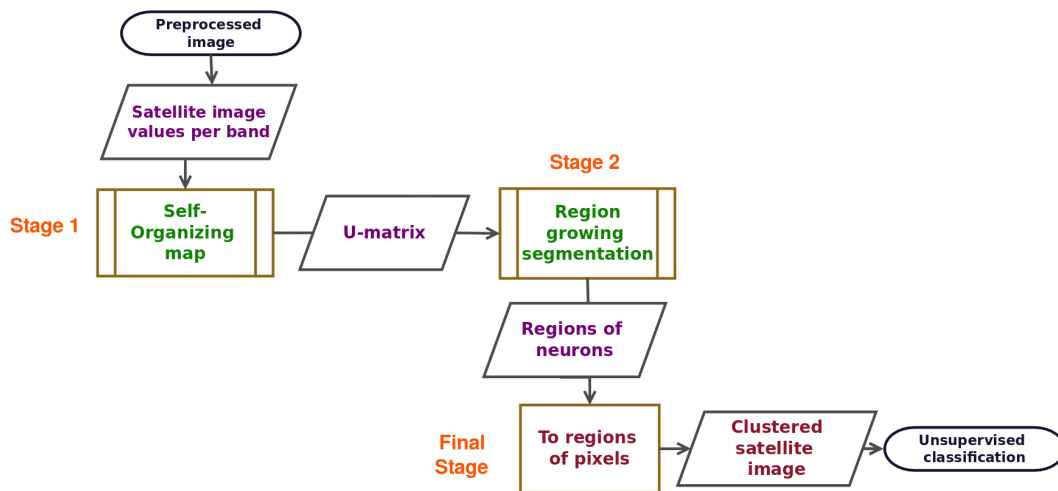 Preprocessed
image
Satellite image
values per band
Stage 1
Self-
Organizing
map
U-matrix
Stage 2
Region
growing
segmentation
Regions of
neurons
Final
Stage
To regions
of pixels
Clustered
satellite
image
Unsupervised
classification